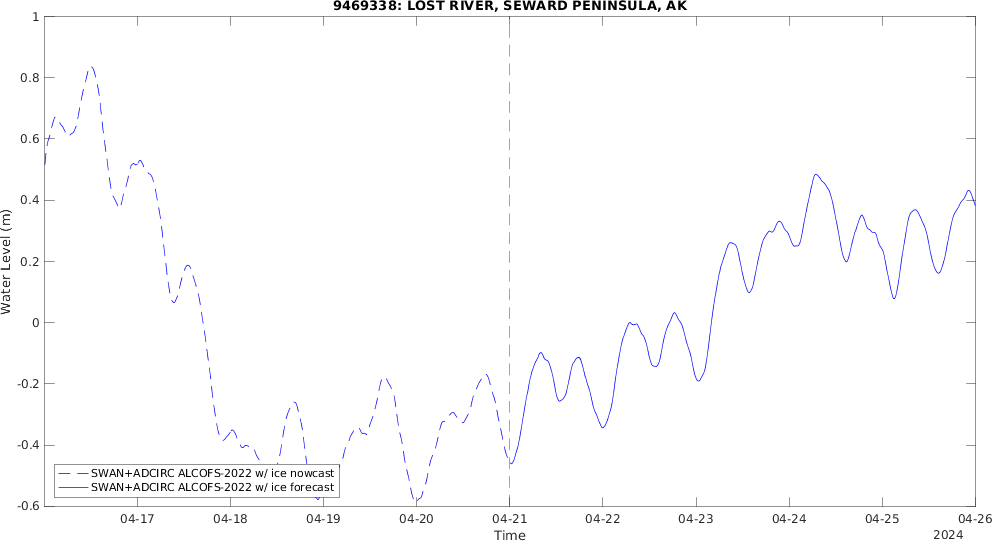 9469338: LOST RIVER, SEWARD PENINSULA, AK
1
0.8
0.6
0.4
0.2
0
-0.2
-0.4
-0.6
Water Level (m)
SWAN+ADCIRC ALCOFS-2022 w/ ice nowcast
SWAN+ADCIRC ALCOFS-2022 w/ ice forecast
04-17 04-18 04-19 04-20 04-21 04-22 04-23 04-24 04-25 04-26
Time
2024